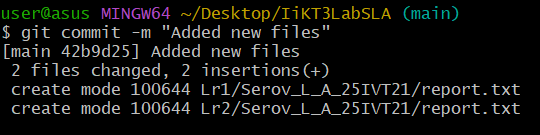 user@asus MINGW64 ~/Desktop/IiKT3LabSLA (main)
$ git commit -m "Added new files"
[main 42b9d25] Added new files
 2 files changed, 2 insertions(+)
 create mode 100644 Lr1/Serov_L_A_25IVT21/report.txt
 create mode 100644 Lr2/Serov_L_A_25IVT21/report.txt